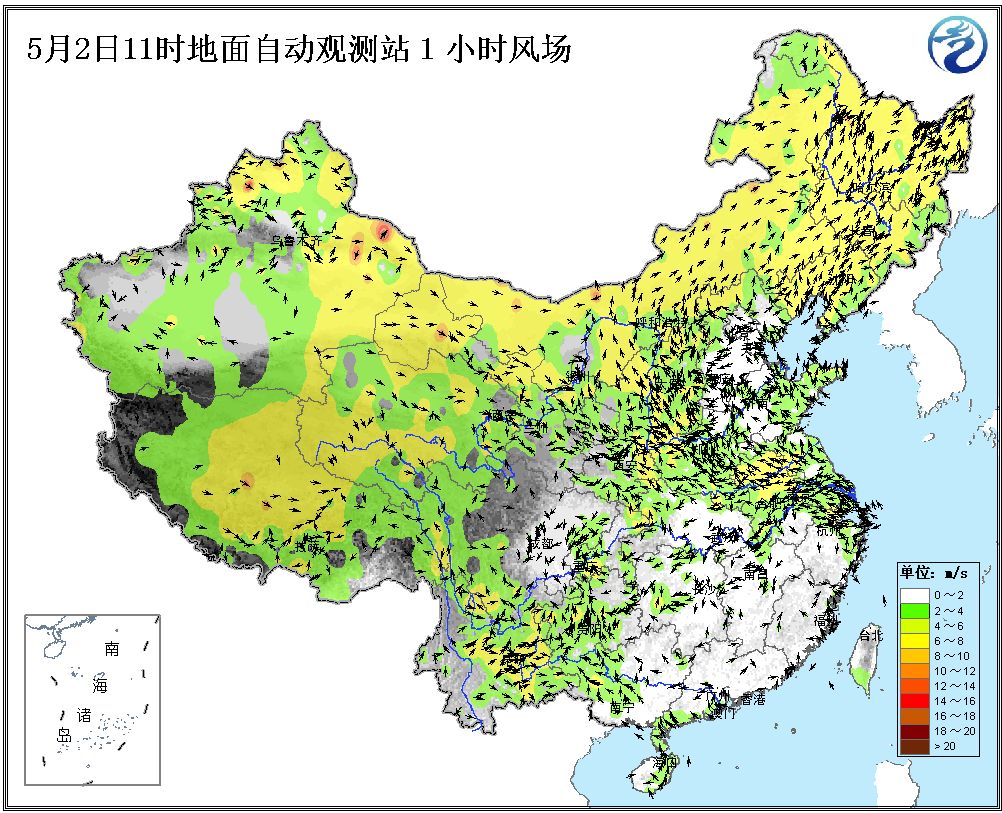 5月2日11时地面自动观测站1小时风场
哈尔滨
乌鲁木齐
呼和浩特
西安
成都
杭州
南昌
长沙
贵阳
福州
台北
拉萨
南宁
广州
香港
澳门
海口
单位: m/s
0～2
2～4
4～6
6～8
8～10
10～12
12～14
14～16
16～18
18～20
>20
南
海
诸
岛